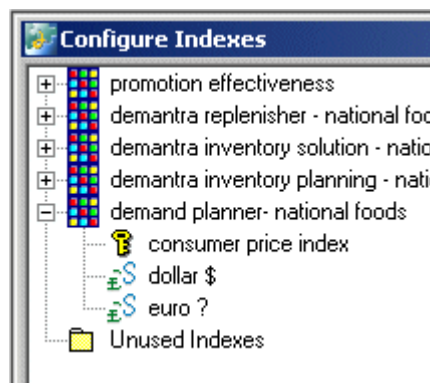 Configure Indexes
promotion effectiveness
demantra replenisher - national foo
demantra inventory solution - natio
demantra inventory planning - nati
demand planner- national foods
consumer price index
dollar $
euro ?
Unused Indexes